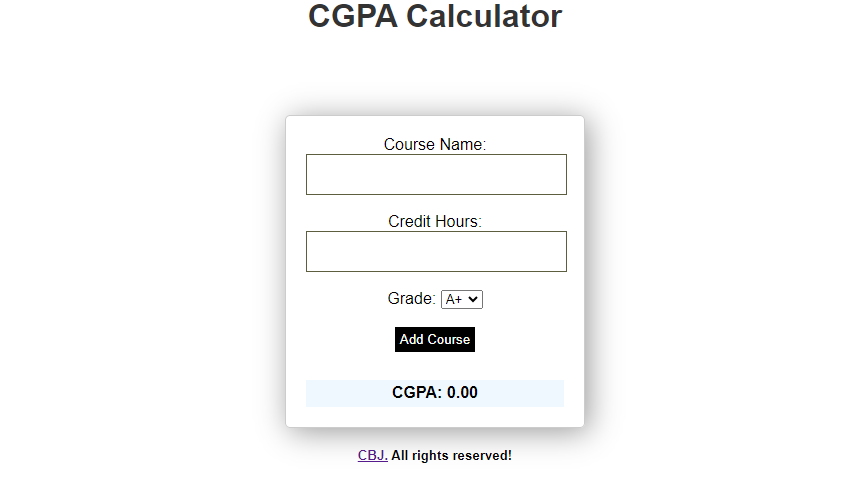 CGPA Calculator
Course Name:
Credit Hours:
Grade: A+
Add Course
CGPA: 0.00
CBJ. All rights reserved!